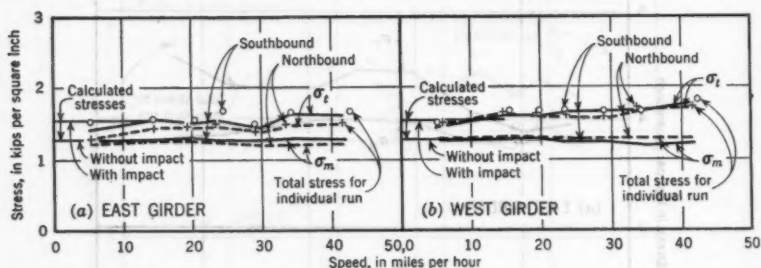 3
2
1
0
Stress, in kips per square inch
Southbound
Northbound
Calculated
stresses
σt
Without impact
With impact
σm
Total stress for
individual run
(a) EAST GIRDER
Southbound
Northbound
Calculated
stresses
σt
Without impact
With impact
σm
Total stress for
individual run
(b) WEST GIRDER
0 10 20 30 40 50,0 10 20 30 40 50
Speed, in miles per hour